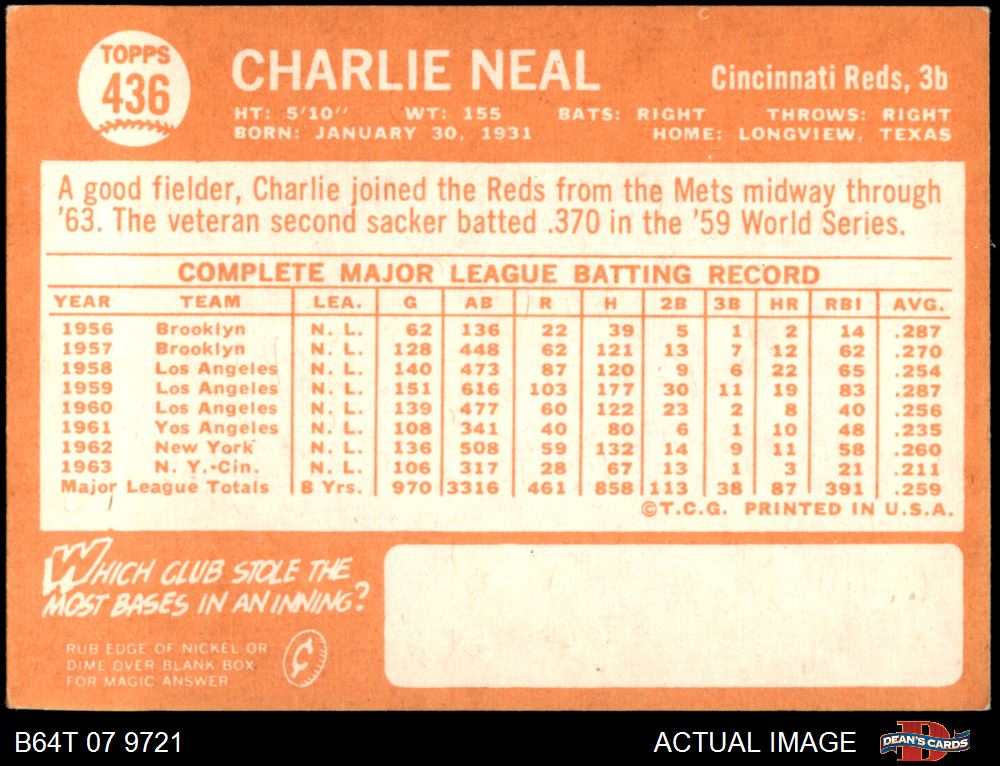 TOPPS
436
CHARLIE NEAL
Cincinnati Reds, 3b
HT: 5'10" WT: 155 BATS: RIGHT THROWS: RIGHT
BORN: JANUARY 30, 1931 HOME: LONGVIEW, TEXAS
A good fielder, Charlie joined the Reds from the Mets midway through
'63. The veteran second sacker batted .370 in the '59 World Series.
COMPLETE MAJOR LEAGUE BATTING RECORD
YEAR TEAM LEA. G AB R H 2B 3B HR RBI AVG.
1956 Brooklyn N. L. 62 136 22 39 5 1 2 14 .287
1957 Brooklyn N. L. 128 448 62 121 13 7 12 62 .270
1958 Los Angeles N. L. 140 473 87 120 9 6 22 65 .254
1959 Los Angeles N. L. 151 616 103 177 30 11 19 83 .287
1960 Los Angeles N. L. 139 477 60 122 23 2 8 40 .256
1961 Yos Angeles N. L. 108 341 40 80 6 1 10 48 .235
1962 New York N. L. 136 508 59 132 14 9 11 58 .260
1963 N. Y.-Cin. N. L. 106 317 28 67 13 1 3 21 .211
Major League Totals 8 Yrs. 970 3316 461 858 113 38 87 391 .259
©T.C.G. PRINTED IN U.S.A.
WHICH CLUB STOLE THE
MOST BASES IN AN INNING?
RUB EDGE OF NICKEL OR
DIME OVER BLANK BOX
FOR MAGIC ANSWER
¢
B64T 07 9721
ACTUAL IMAGE
D
DEAN'S CARDS